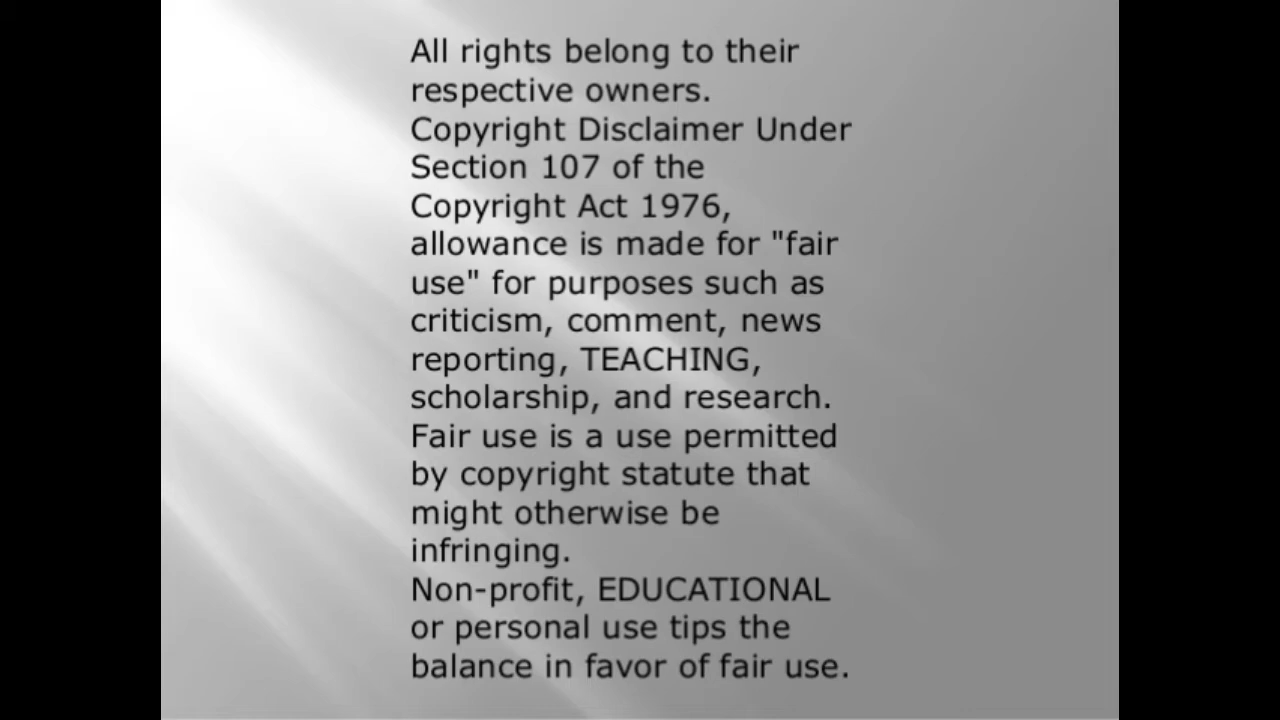 All rights belong to their
respective owners.
Copyright Disclaimer Under
Section 107 of the
Copyright Act 1976,
allowance is made for "fair
use" for purposes such as
criticism, comment, news
reporting, TEACHING,
scholarship, and research.
Fair use is a use permitted
by copyright statute that
might otherwise be
infringing.
Non-profit, EDUCATIONAL
or personal use tips the
balance in favor of fair use.